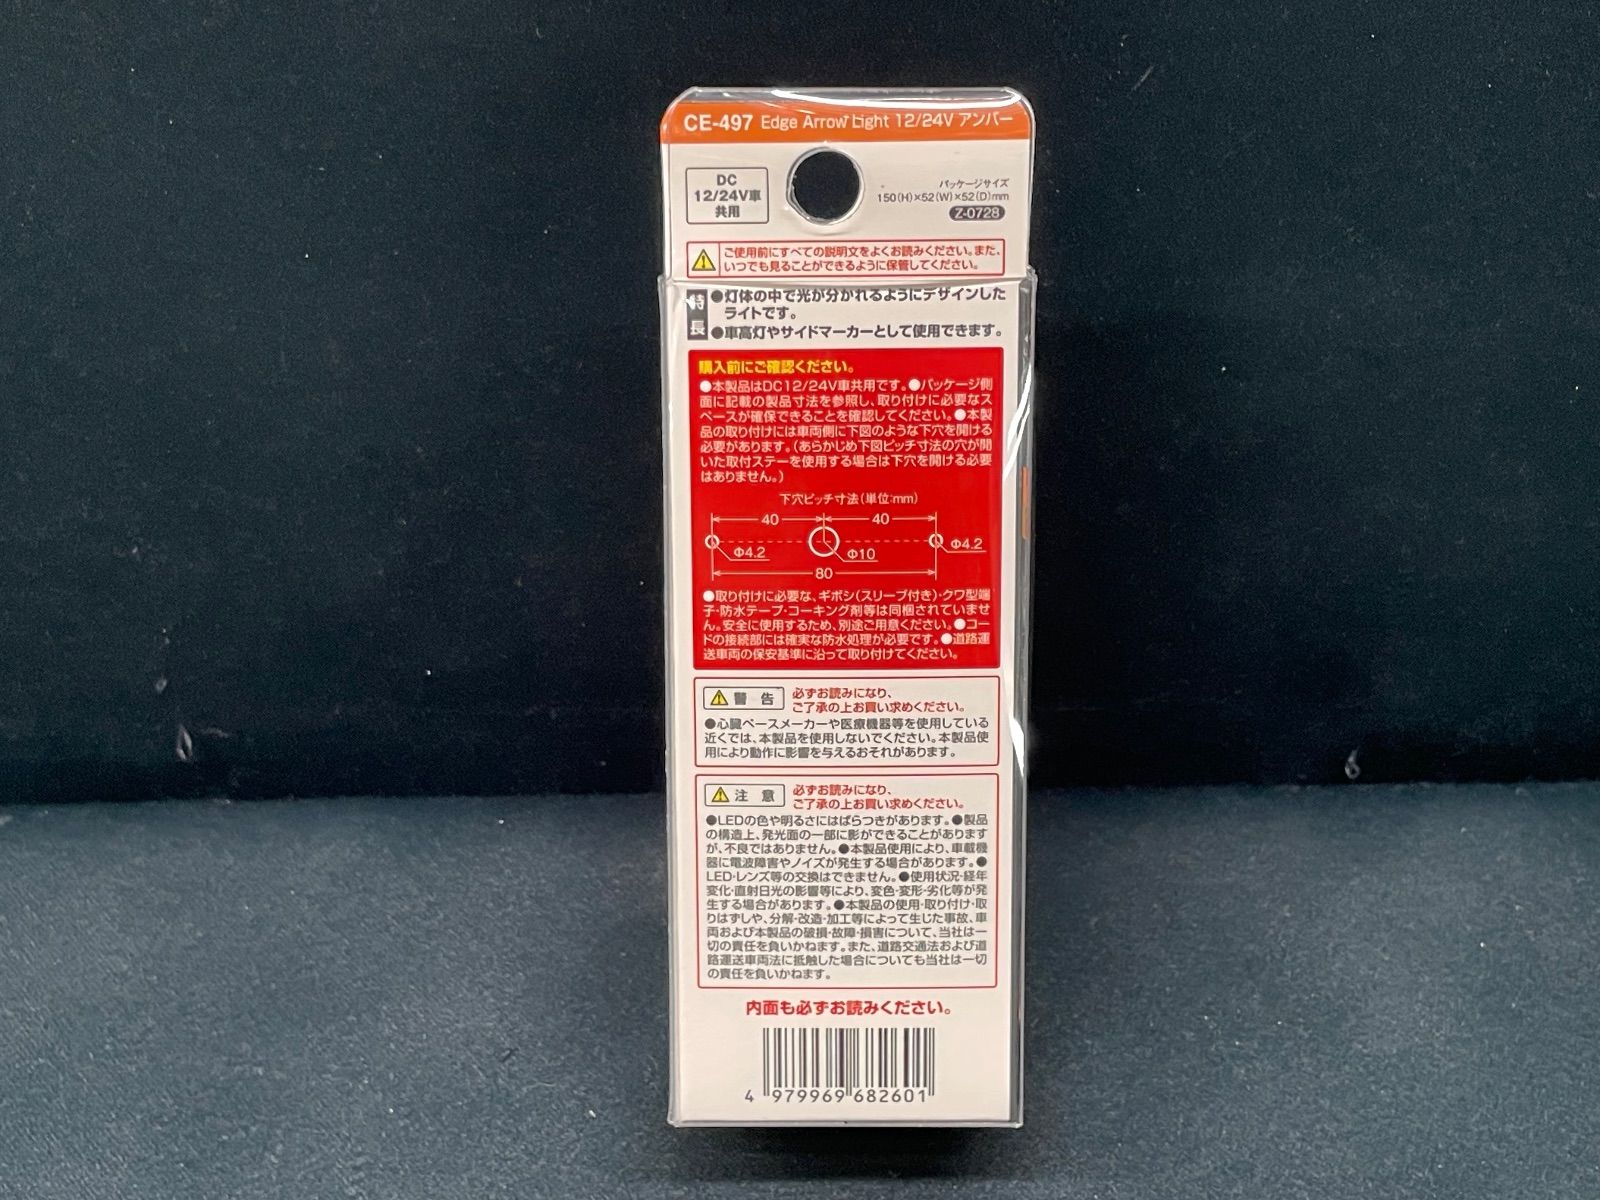 CE-497 Edge Arrow Light 12/24V アンバー
DC
12/24V車
共用
パッケージサイズ
150(H)×52(W)×52(D)mm
Z-0728
ご使用前にすべての説明文をよくお読みください。また、
いつでも見ることができるように保管してください。
特長
●灯体の中で光が分かれるようにデザインした
ライトです。
●車高灯やサイドマーカーとして使用できます。
購入前にご確認ください。
●本製品はDC12/24V車共用です。●パッケージ側
面に記載の製品寸法を参照し、取り付けに必要なス
ペースが確保できることを確認してください。●本製
品の取り付けには車両側に下図のような下穴を開ける
必要があります。(あらかじめ下図ピッチ寸法の穴が開
いた取付ステーを使用する場合は下穴を開ける必要
はありません。)
下穴ピッチ寸法(単位:mm)
40 40
Φ4.2 Φ10 Φ4.2
80
●取り付けに必要な、ギボシ(スリーブ付き)・クワ型端
子・防水テープ・コーキング剤等は同梱されていませ
ん。安全に使用するため、別途ご用意ください。●コー
ドの接続部には確実な防水処理が必要です。●道路運
送車両の保安基準に沿って取り付けてください。
警告
必ずお読みになり、
ご了承の上お買い求めください。
●心臓ペースメーカーや医療機器等を使用している
近くでは、本製品を使用しないでください。本製品使
用により動作に影響を与えるおそれがあります。
注意
必ずお読みになり、
ご了承の上お買い求めください。
●LEDの色や明るさにはばらつきがあります。●製品
の構造上、発光面の一部に影ができることがあります
が、不良ではありません。●本製品使用により、車載機
器に電波障害やノイズが発生する場合があります。●
LED・レンズ等の交換はできません。●使用状況・経年
変化・直射日光の影響等により、変色・変形・劣化等が発
生する場合があります。●本製品の使用・取り付け・取
りはずしや、分解・改造・加工等によって生じた事故、車
両および本製品の破損・故障・損害について、当社は一
切の責任を負いかねます。また、道路交通法および道
路運送車両法に抵触した場合についても当社は一切
の責任を負いかねます。
内面も必ずお読みください。
4 979969 682601